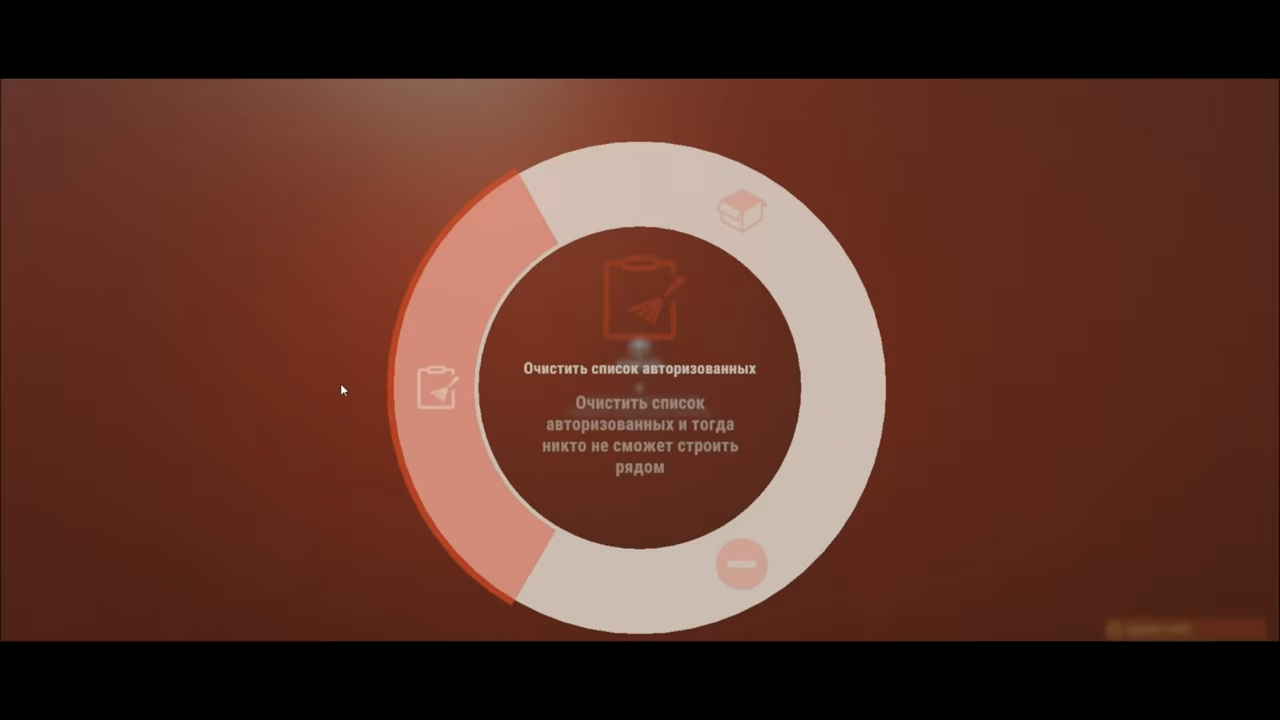 Очистить список авторизованных
Очистить список
авторизованных и тогда
никто не сможет строить
рядом